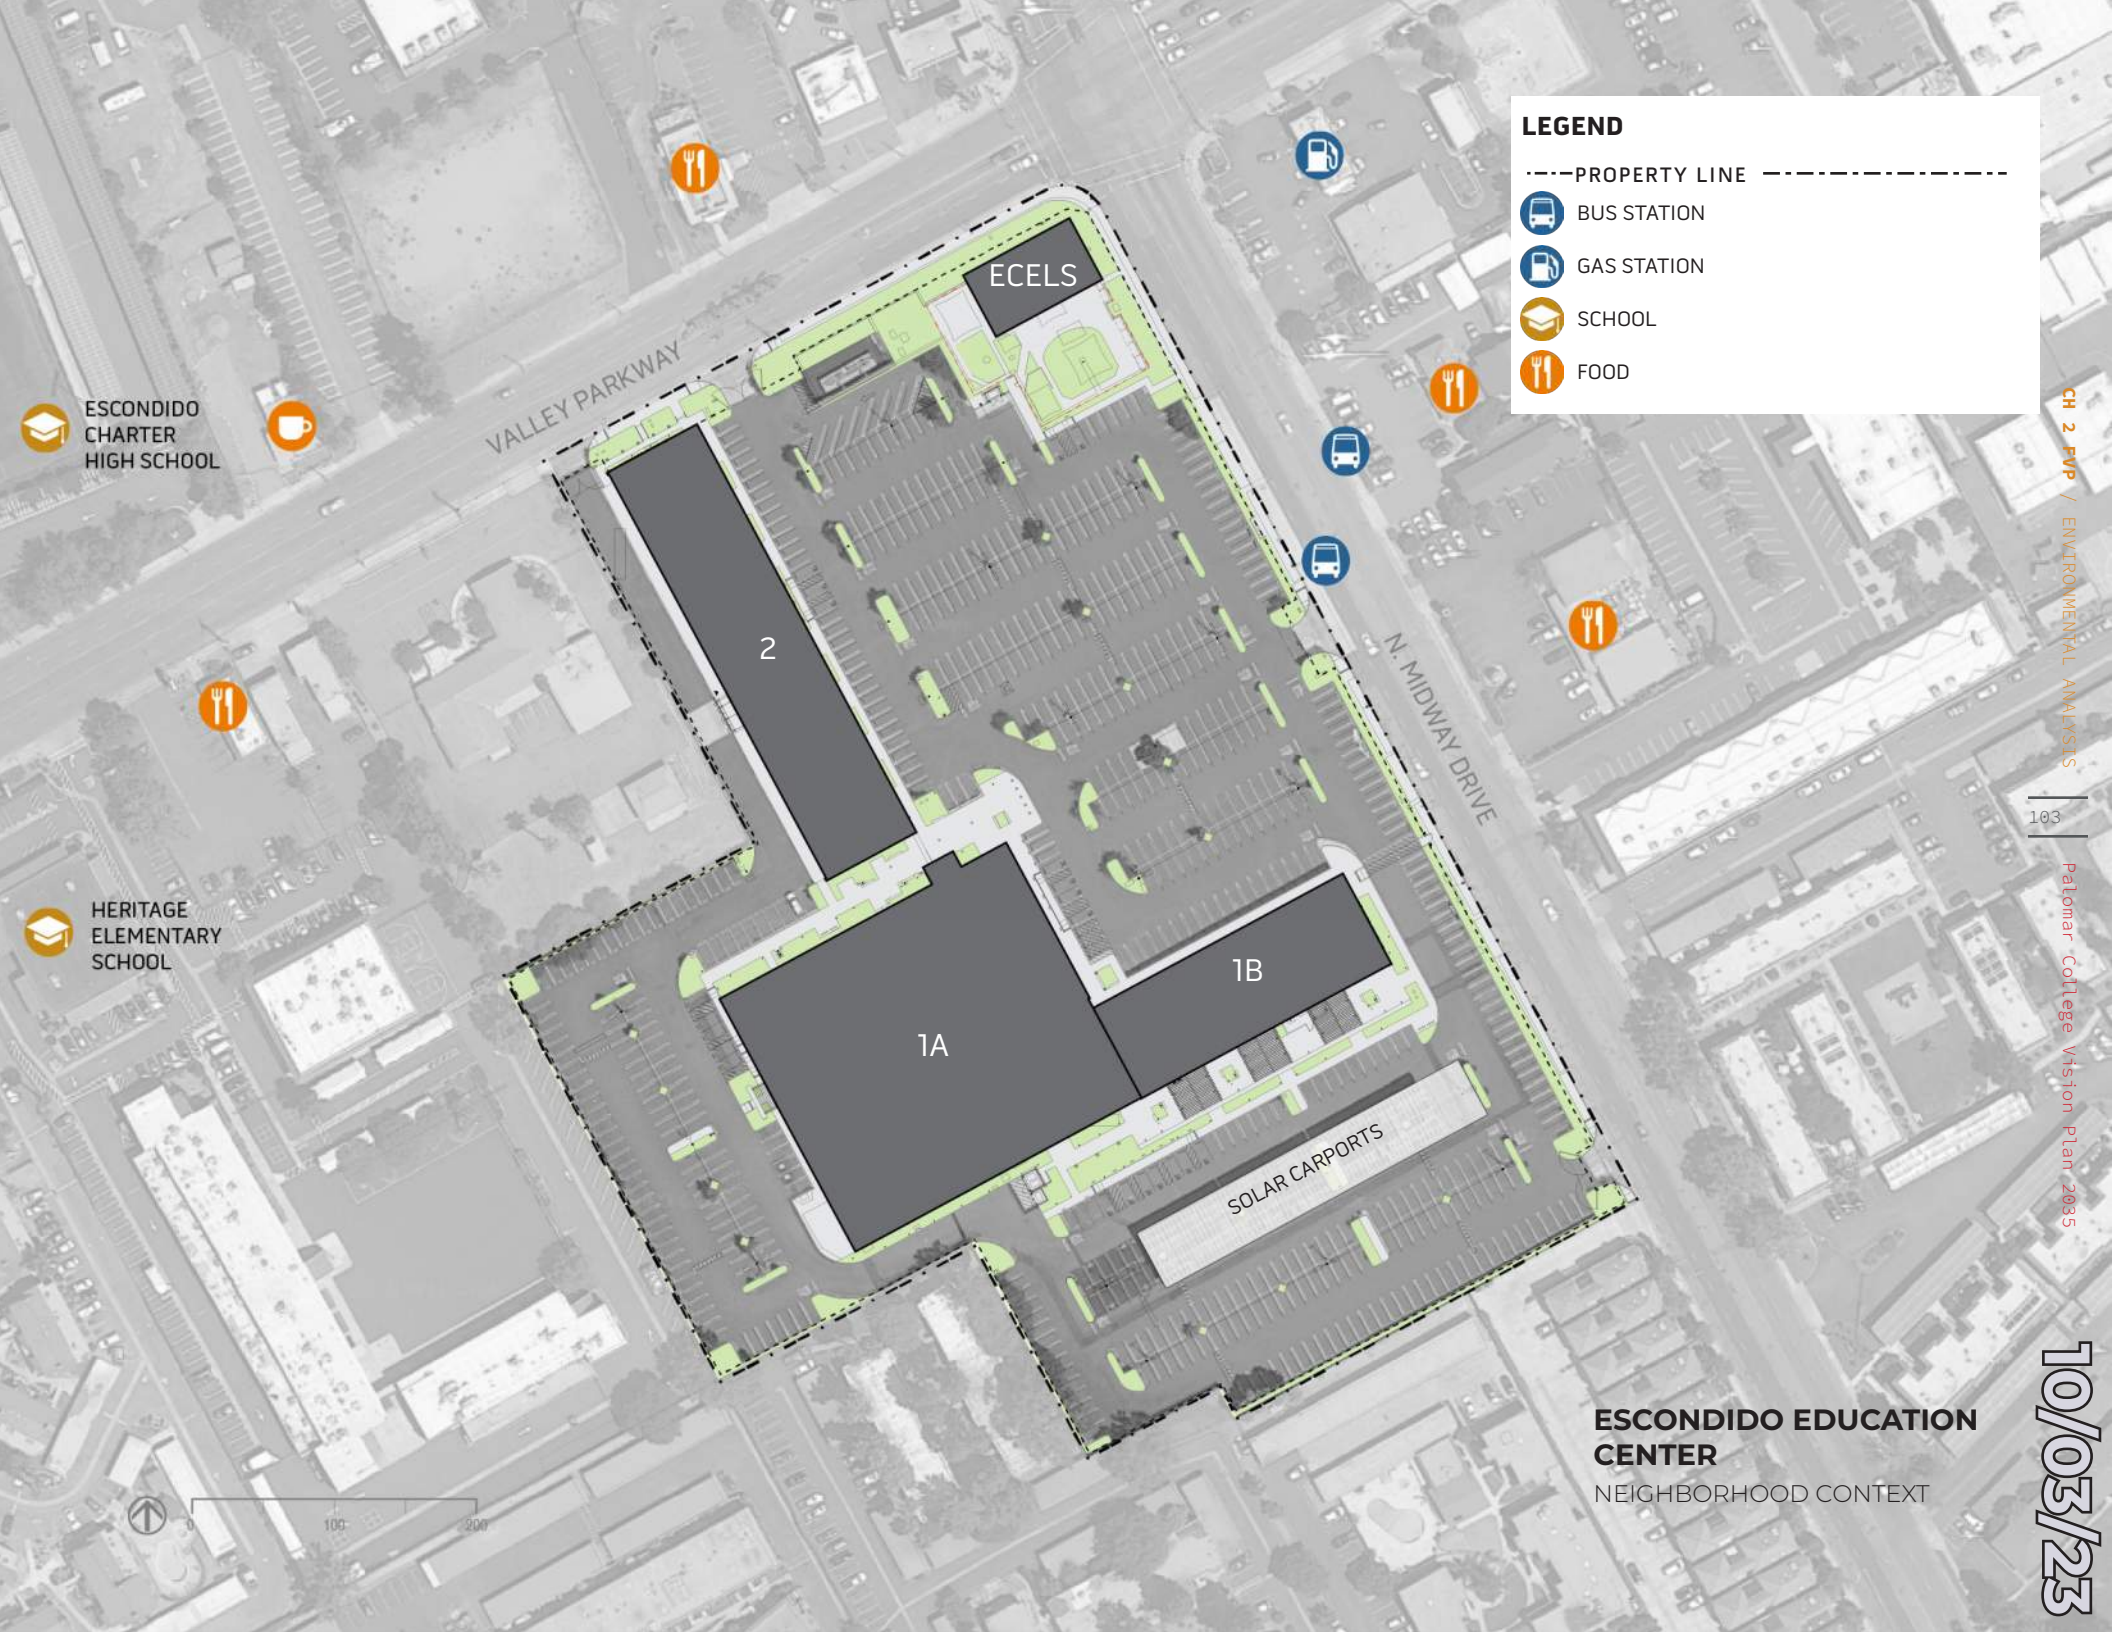 LEGEND
PROPERTY LINE
BUS STATION
GAS STATION
SCHOOL
FOOD
ECELS
VALLEY PARKWAY
ESCONDIDO
CHARTER
HIGH SCHOOL
2
N. MIDWAY DRIVE
HERITAGE
ELEMENTARY
SCHOOL
1A
1B
SOLAR CARPORTS
0 100 200
ESCONDIDO EDUCATION
CENTER
NEIGHBORHOOD CONTEXT
CH 2 FVP / ENVIRONMENTAL ANALYSIS
103
Palomar College Vision Plan 2035
10/03/23